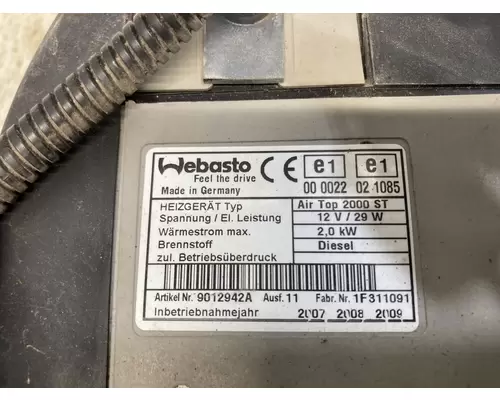 Webasto CE e1 e1
Feel the drive 00 0022 02 1085
Made in Germany
HEIZGERÄT Typ Air Top 2000 ST
Spannung / El. Leistung 12 V / 29 W
Wärmestrom max. 2,0 kW
Brennstoff Diesel
zul. Betriebsüberdruck
Artikel Nr. 9012942A Ausf. 11 Fabr. Nr. 1F311091
Inbetriebnahmejahr 2007 2008 2009